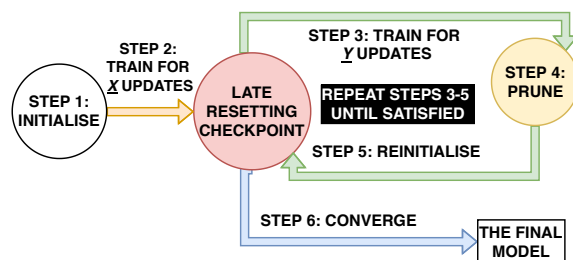 STEP 1:
INITIALISE
STEP 2:
TRAIN FOR
X UPDATES
LATE
RESETTING
CHECKPOINT
STEP 3: TRAIN FOR
Y UPDATES
REPEAT STEPS 3-5
UNTIL SATISFIED
STEP 4:
PRUNE
STEP 5: REINITIALISE
STEP 6: CONVERGE
THE FINAL
MODEL